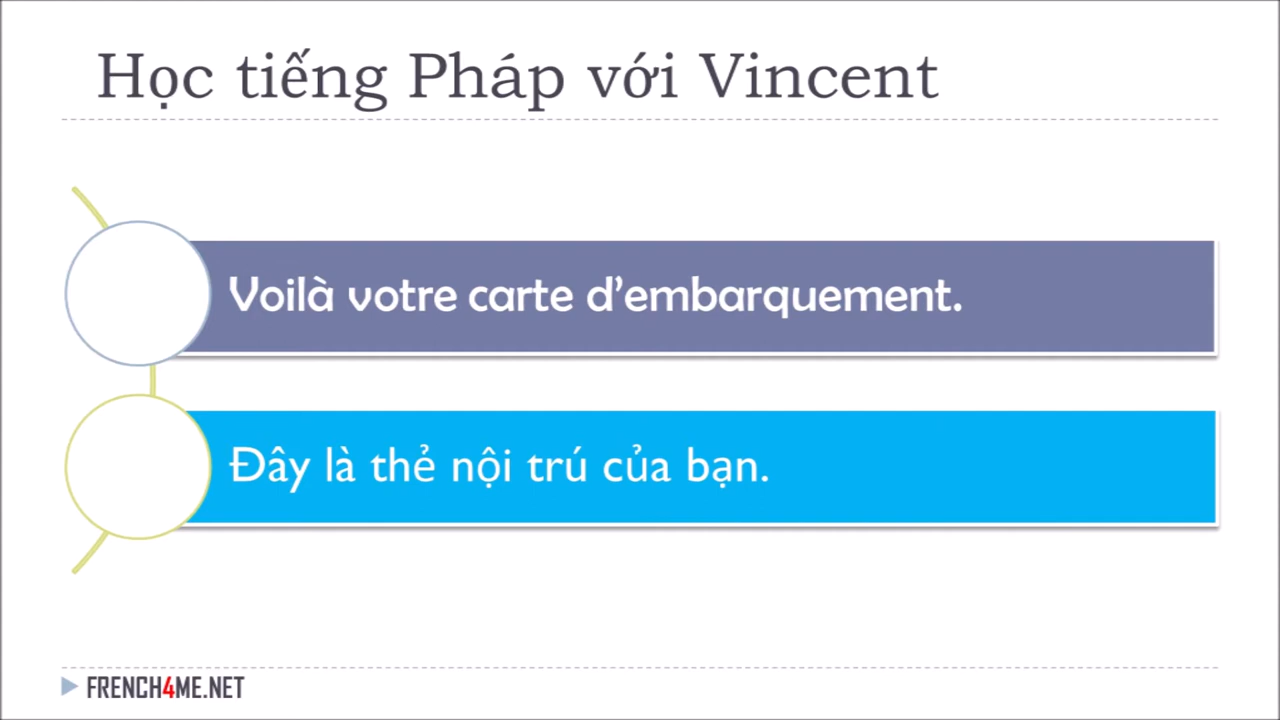 Học tiếng Pháp với Vincent
Voilà votre carte d’embarquement.
Đây là thẻ nội trú của bạn.
FRENCH4ME.NET